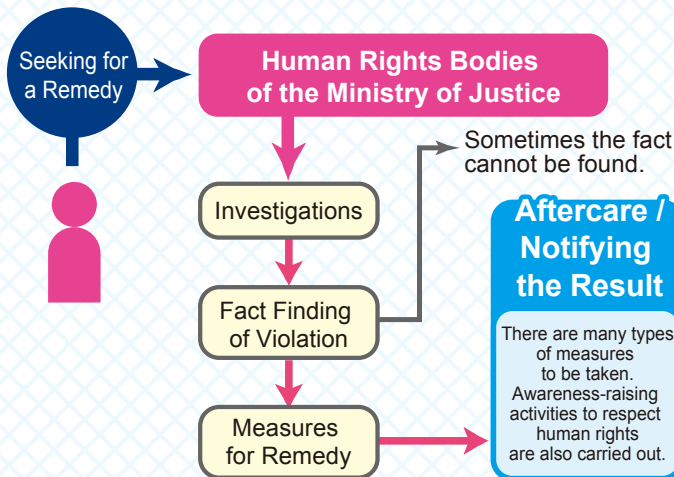 Seeking for
a Remedy
Human Rights Bodies
of the Ministry of Justice
Sometimes the fact
cannot be found.
Investigations
Fact Finding
of Violation
Measures
for Remedy
Aftercare /
Notifying
the Result
There are many types
of measures
to be taken.
Awareness-raising
activities to respect
human rights
are also carried out.